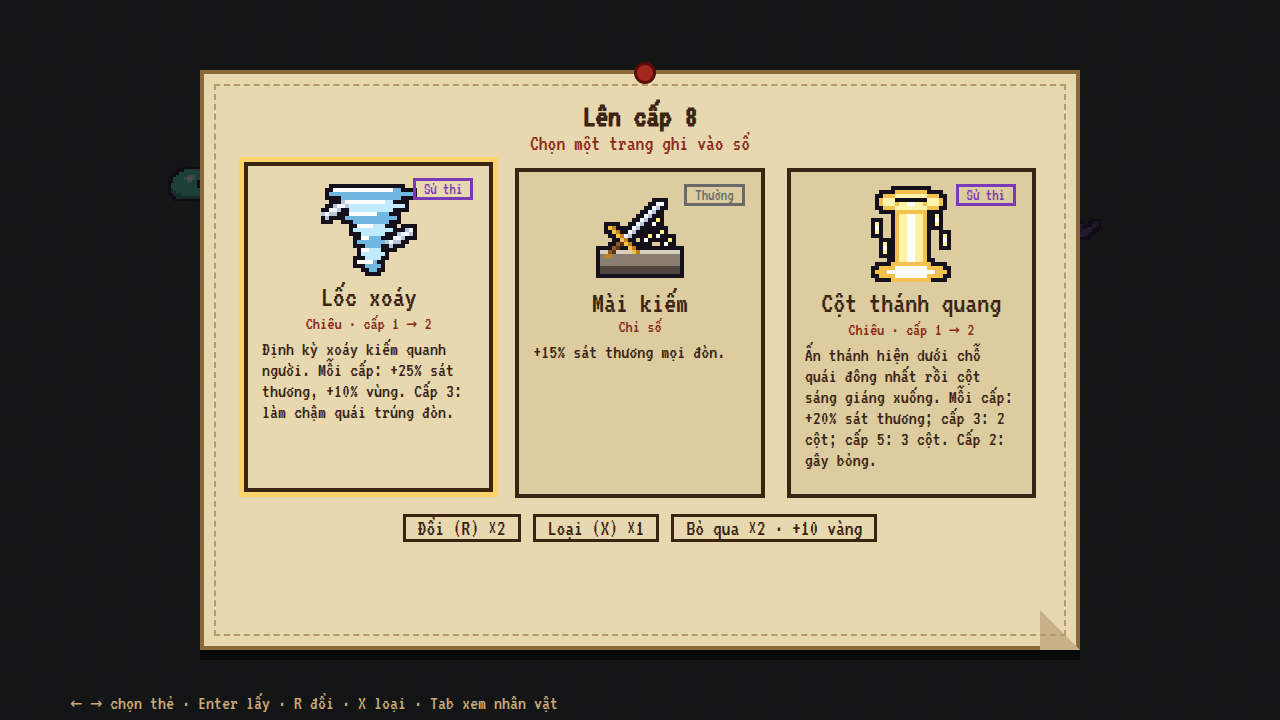 Lên cấp 8
Chọn một trang ghi vào sổ
Sử thi
Lốc xoáy
Chiêu · cấp 1 → 2
Định kỳ xoáy kiếm quanh
người. Mỗi cấp: +25% sát
thương, +10% vùng. Cấp 3:
làm chậm quái trúng đòn.
Thường
Mài kiếm
Chỉ số
+15% sát thương mọi đòn.
Sử thi
Cột thánh quang
Chiêu · cấp 1 → 2
Ấn thánh hiện dưới chỗ
quái đông nhất rồi cột
sáng giáng xuống. Mỗi cấp:
+20% sát thương; cấp 3: 2
cột; cấp 5: 3 cột. Cấp 2:
gây bỏng.
Đổi (R) ×2
Loại (X) ×1
Bỏ qua ×2 · +10 vàng
← → chọn thẻ · Enter lấy · R đổi · X loại · Tab xem nhân vật